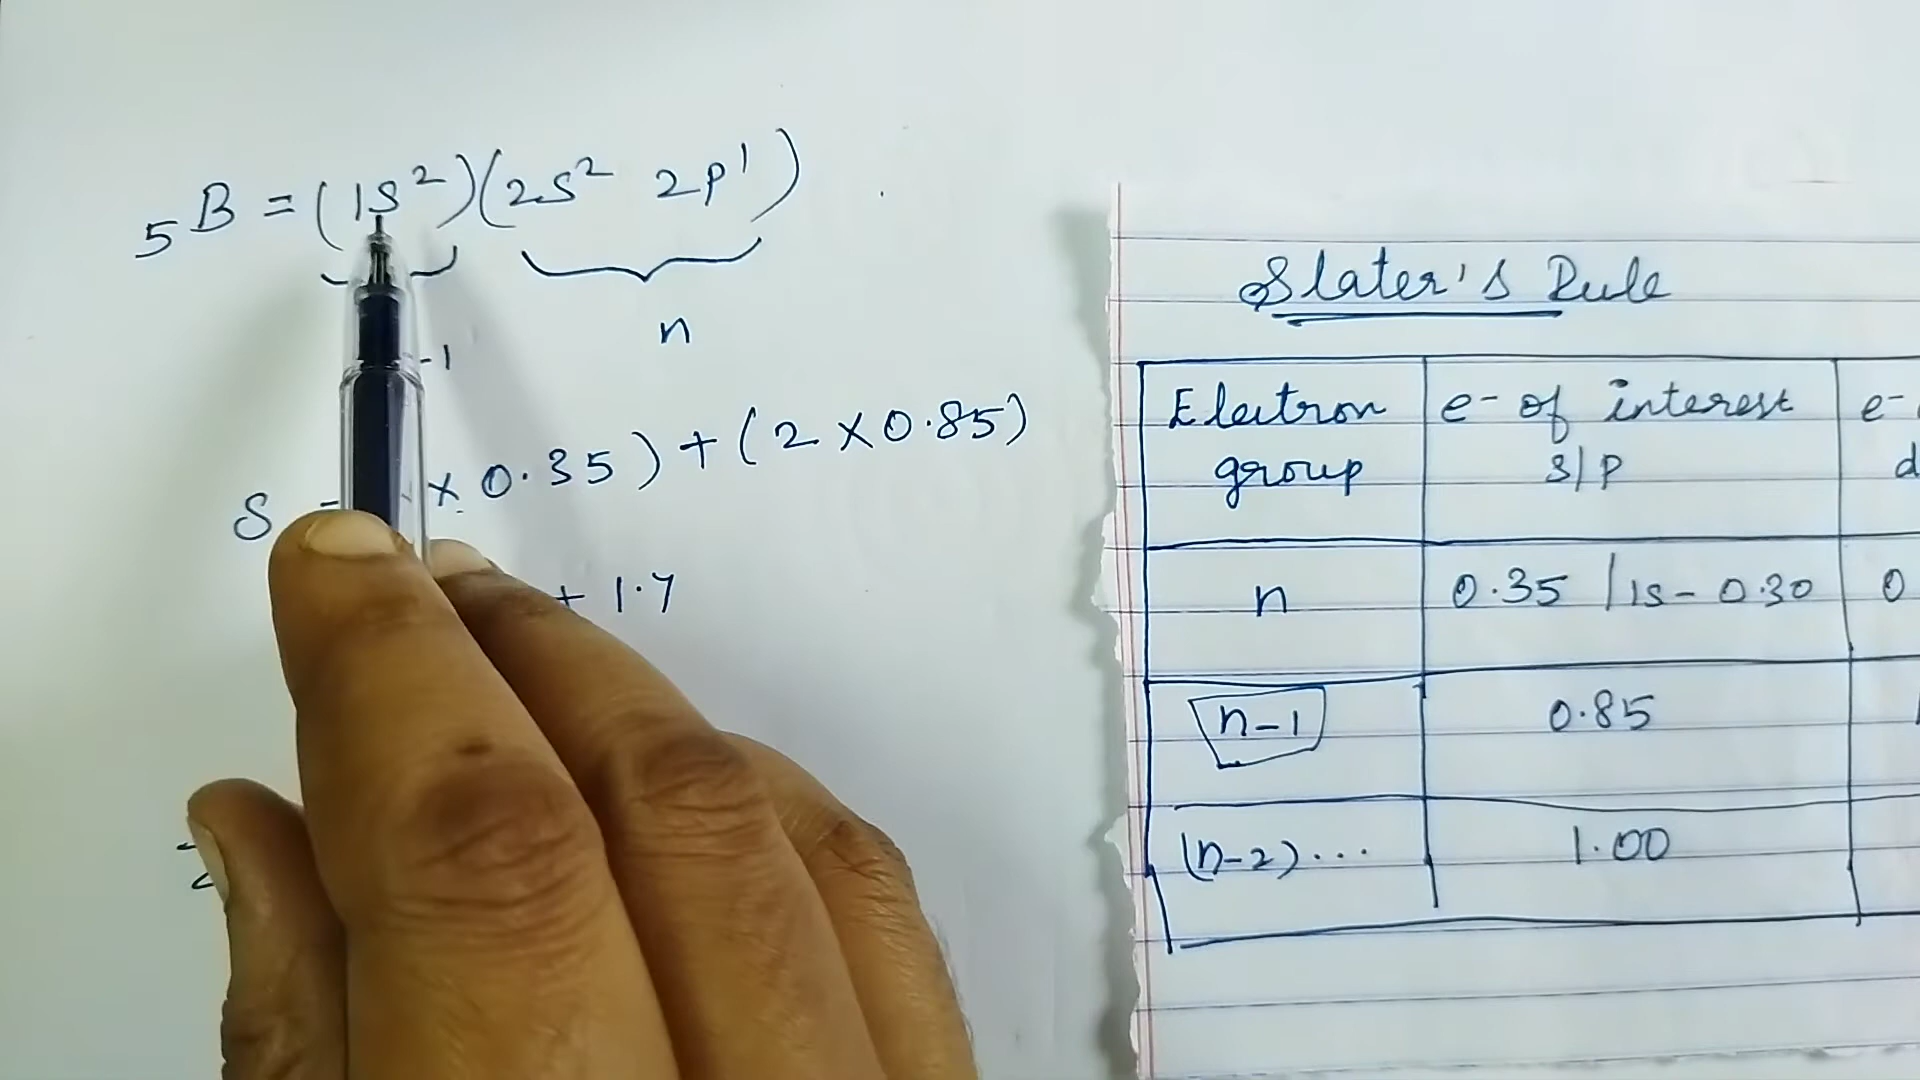 5B = (1s² )(2s² 2p¹ )
-1
n
S × 0.35 ) + (2 × 0.85)
+ 1.7
Slater's Rule
Electron group
e- of interest s/p
e-
d
n
0.35 / 1s - 0.30
0
n-1
0.85
(n-2)...
1.00